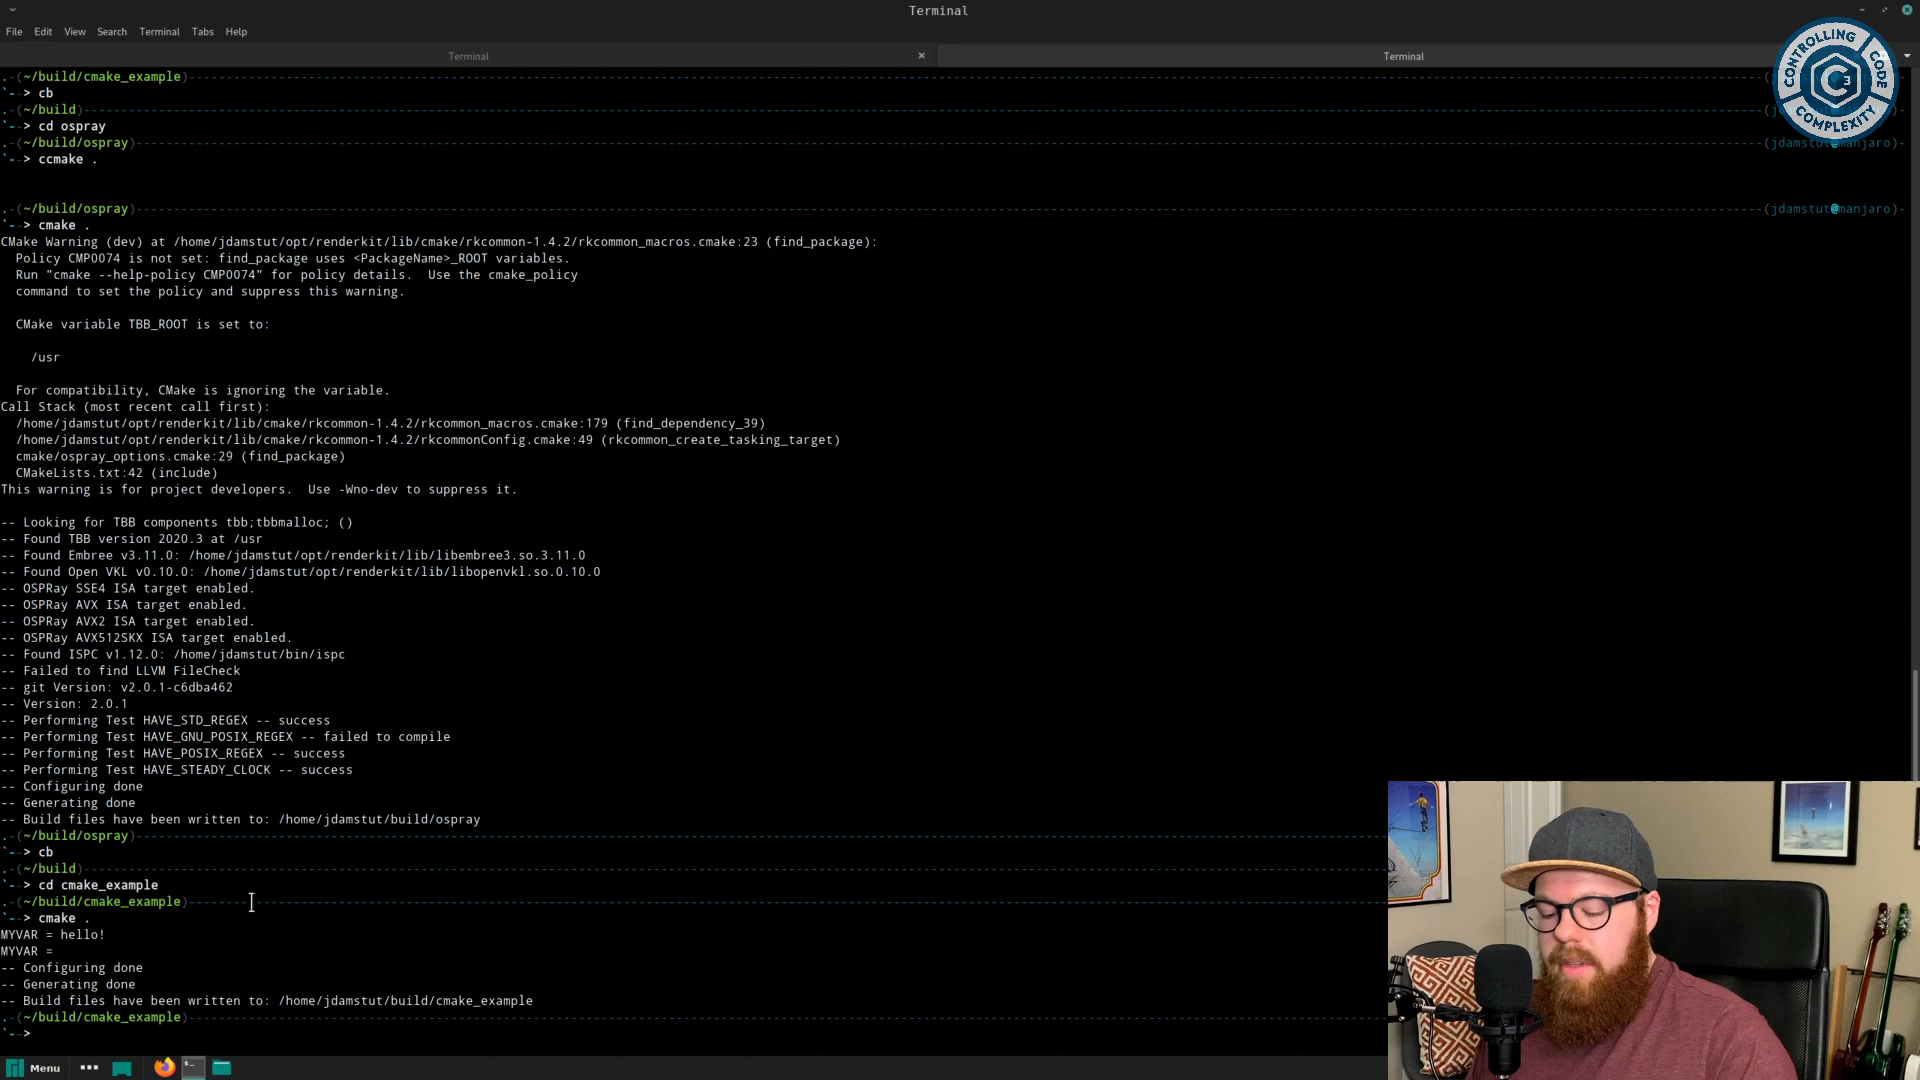 Terminal
File Edit View Search Terminal Tabs Help
Terminal
Terminal
CONTROLLING CODE COMPLEXITY
C3
.-(~/build/cmake_example)
`--> cb
.-(~/build)
`--> cd ospray
.-(~/build/ospray) (jdamstut@manjaro)-
`--> ccmake .
.-(~/build/ospray) (jdamstut@manjaro)-
`--> cmake .
CMake Warning (dev) at /home/jdamstut/opt/renderkit/lib/cmake/rkcommon-1.4.2/rkcommon_macros.cmake:23 (find_package):
Policy CMP0074 is not set: find_package uses <PackageName>_ROOT variables.
Run "cmake --help-policy CMP0074" for policy details.  Use the cmake_policy
command to set the policy and suppress this warning.
CMake variable TBB_ROOT is set to:
/usr
For compatibility, CMake is ignoring the variable.
Call Stack (most recent call first):
/home/jdamstut/opt/renderkit/lib/cmake/rkcommon-1.4.2/rkcommon_macros.cmake:179 (find_dependency_39)
/home/jdamstut/opt/renderkit/lib/cmake/rkcommon-1.4.2/rkcommonConfig.cmake:49 (rkcommon_create_tasking_target)
cmake/ospray_options.cmake:29 (find_package)
CMakeLists.txt:42 (include)
This warning is for project developers.  Use -Wno-dev to suppress it.
-- Looking for TBB components tbb;tbbmalloc; ()
-- Found TBB version 2020.3 at /usr
-- Found Embree v3.11.0: /home/jdamstut/opt/renderkit/lib/libembree3.so.3.11.0
-- Found Open VKL v0.10.0: /home/jdamstut/opt/renderkit/lib/libopenvkl.so.0.10.0
-- OSPRay SSE4 ISA target enabled.
-- OSPRay AVX ISA target enabled.
-- OSPRay AVX2 ISA target enabled.
-- OSPRay AVX512SKX ISA target enabled.
-- Found ISPC v1.12.0: /home/jdamstut/bin/ispc
-- Failed to find LLVM FileCheck
-- git Version: v2.0.1-c6dba462
-- Version: 2.0.1
-- Performing Test HAVE_STD_REGEX -- success
-- Performing Test HAVE_GNU_POSIX_REGEX -- failed to compile
-- Performing Test HAVE_POSIX_REGEX -- success
-- Performing Test HAVE_STEADY_CLOCK -- success
-- Configuring done
-- Generating done
-- Build files have been written to: /home/jdamstut/build/ospray
.-(~/build/ospray)
`--> cb
.-(~/build)
`--> cd cmake_example
.-(~/build/cmake_example)
`--> cmake .
MYVAR = hello!
MYVAR =
-- Configuring done
-- Generating done
-- Build files have been written to: /home/jdamstut/build/cmake_example
.-(~/build/cmake_example)
`-->
Menu